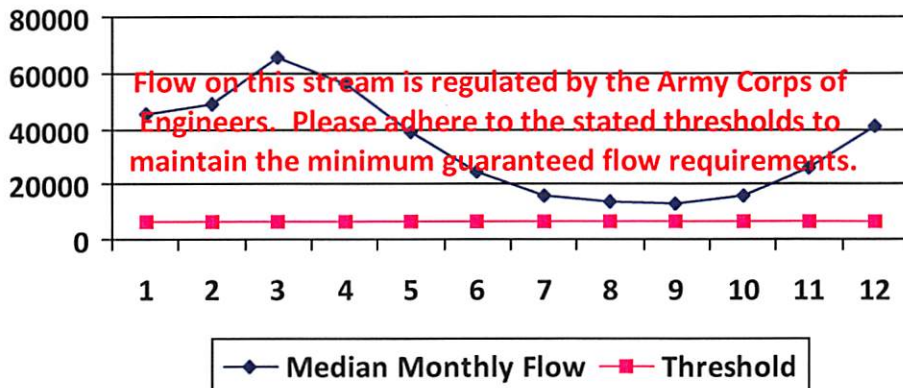 80000
60000
40000
20000
0
Flow on this stream is regulated by the Army Corps of
Engineers. Please adhere to the stated thresholds to
maintain the minimum guaranteed flow requirements.
1 2 3 4 5 6 7 8 9 10 11 12
Median Monthly Flow Threshold